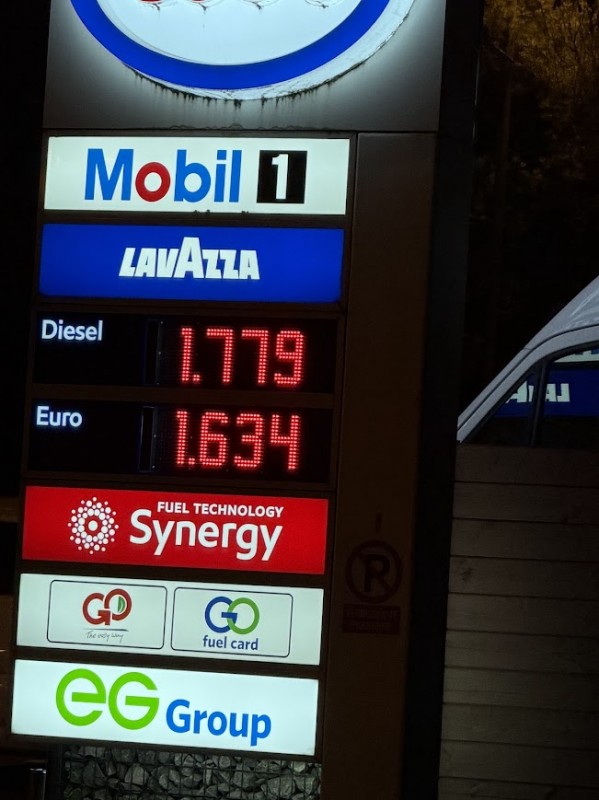 Mobil 1
LAVAZZA
Diesel 1.779
Euro 1.634
FUEL TECHNOLOGY
Synergy
GO GO
The easy way fuel card
eG Group
P